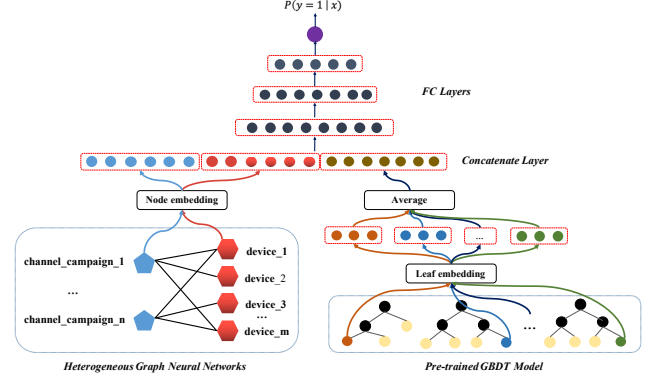 P(y = 1 | x)
FC Layers
Concatenate Layer
Node embedding
Average
...
Leaf embedding
channel_campaign_1
...
channel_campaign_n
device_1
device_2
device_3
...
device_m
...
Heterogeneous Graph Neural Networks
Pre-trained GBDT Model